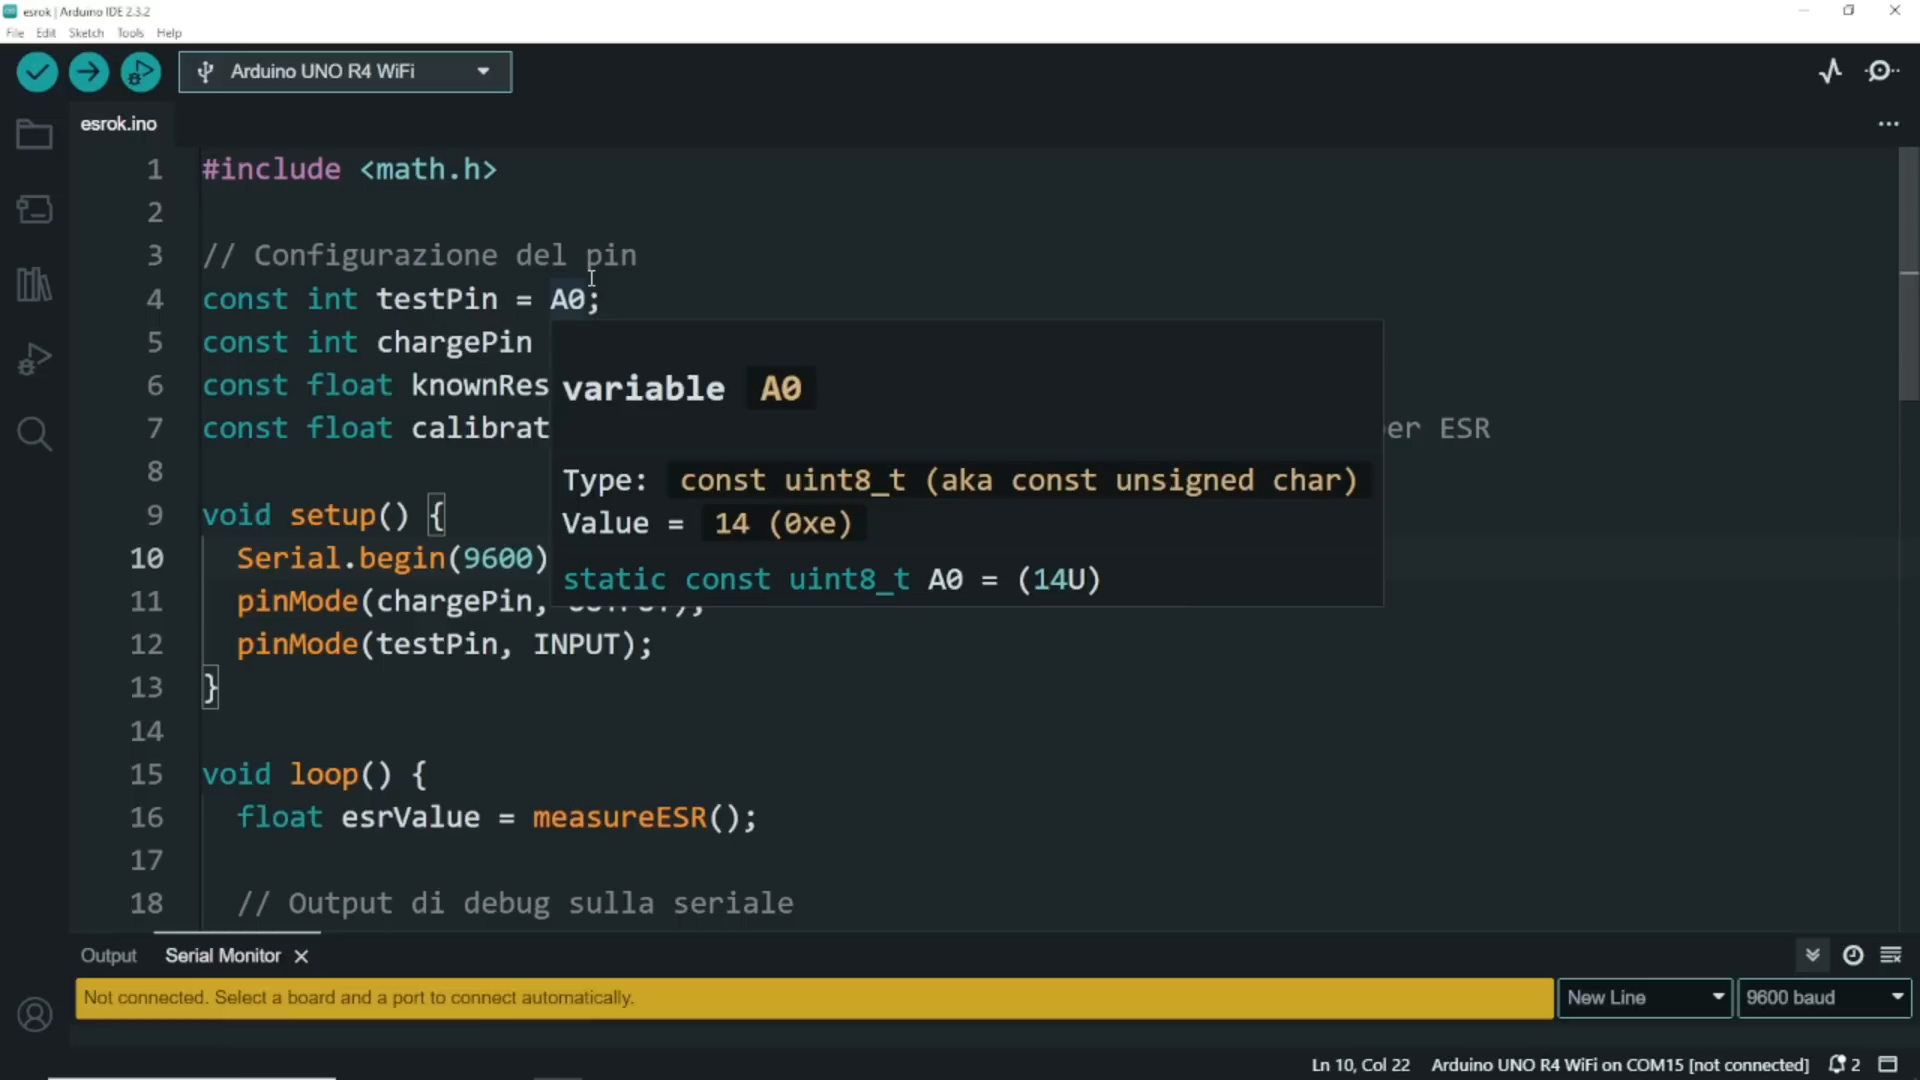 esrok | Arduino IDE 2.3.2
File Edit Sketch Tools Help
Arduino UNO R4 WiFi
esrok.ino
1 #include <math.h>
2
3 // Configurazione del pin
4 const int testPin = A0;
5 const int chargePin
6 const float knownRes
7 const float calibrat er ESR
8
9 void setup() {
10 Serial.begin(9600)
11 pinMode(chargePin, OUTPUT);
12 pinMode(testPin, INPUT);
13 }
14
15 void loop() {
16 float esrValue = measureESR();
17
18 // Output di debug sulla seriale
variable A0
Type: const uint8_t (aka const unsigned char)
Value = 14 (0xe)
static const uint8_t A0 = (14U)
Output Serial Monitor
Not connected. Select a board and a port to connect automatically.
New Line 9600 baud
Ln 10, Col 22 Arduino UNO R4 WiFi on COM15 [not connected] 2